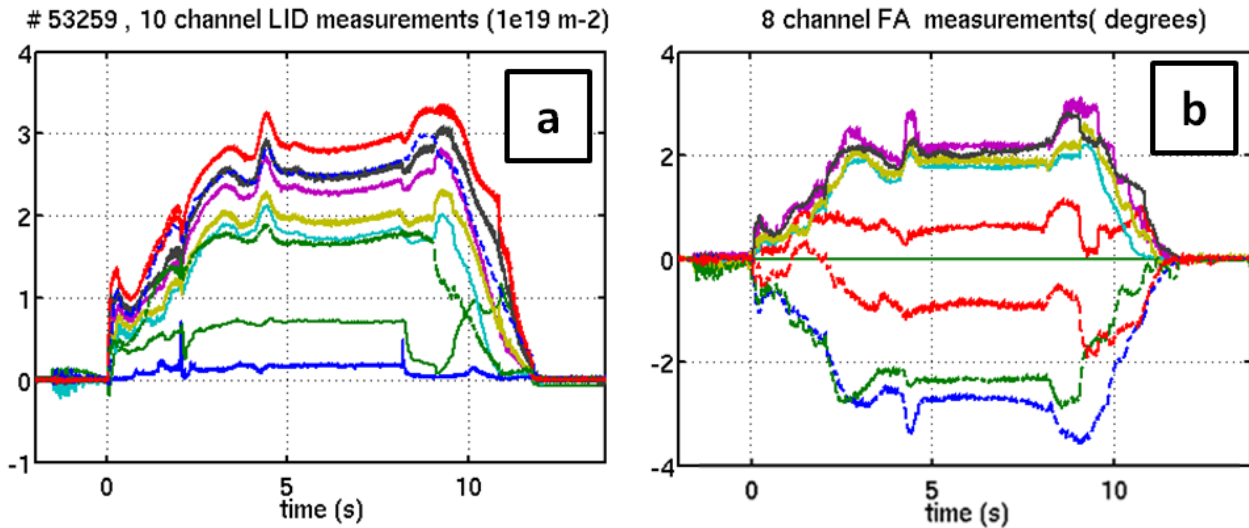 # 53259 , 10 channel LID measurements (1e19 m-2)
8 channel FA measurements( degrees)
a
b
4
3
2
1
0
-1
0
5
10
time (s)
4
2
0
-2
-4
0
5
10
time (s)